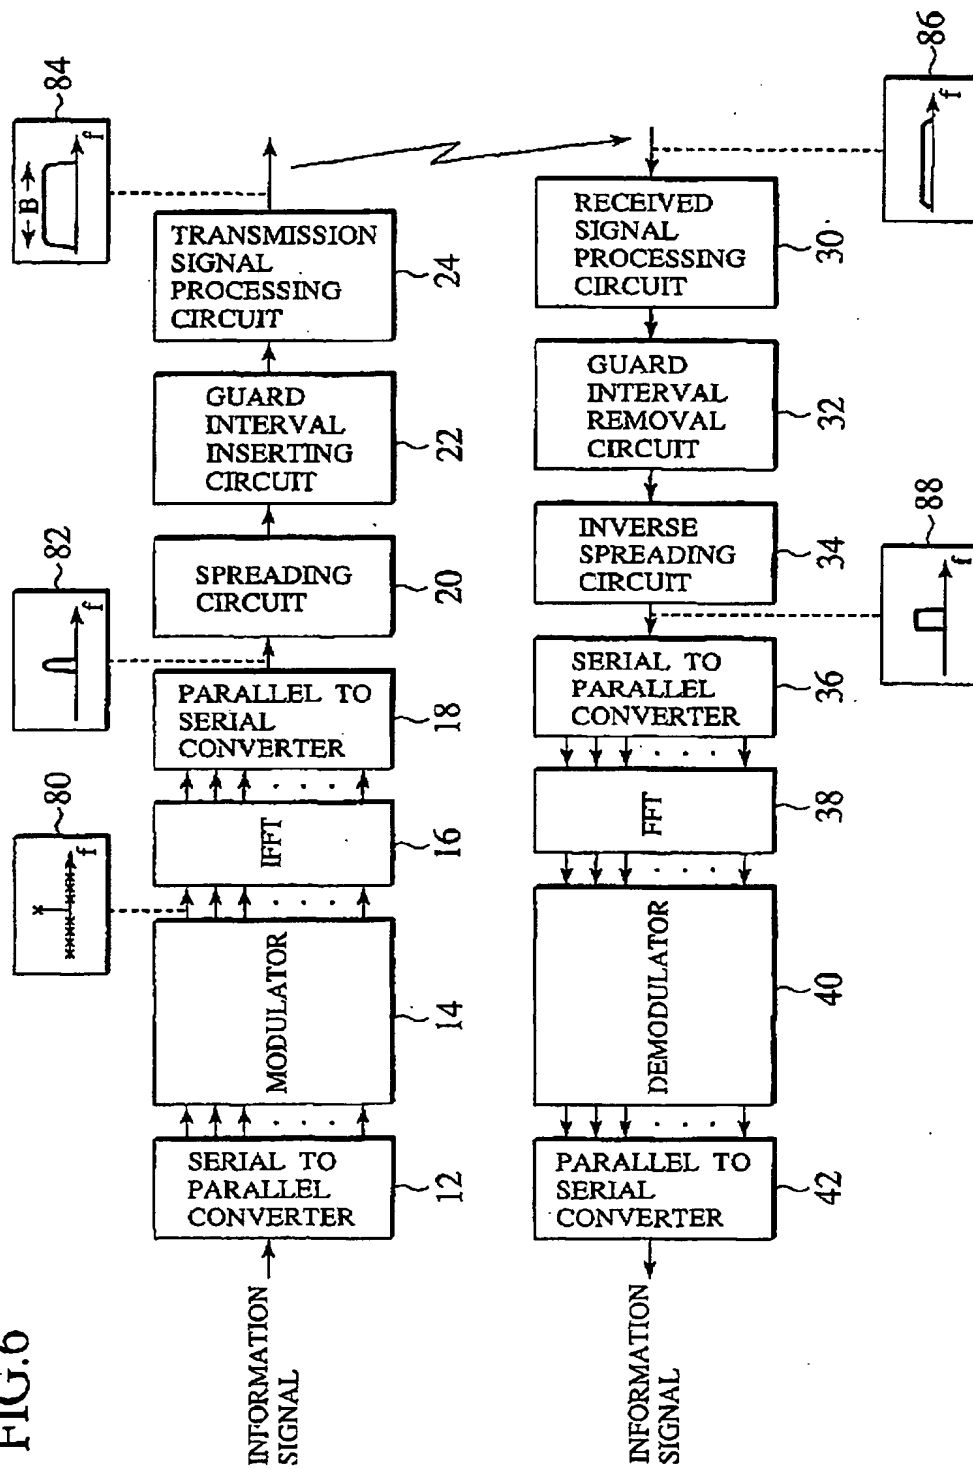 FIG.6
INFORMATION
SIGNAL
SERIAL TO
PARALLEL
CONVERTER
12
MODULATOR
14
80
f
IFFT
16
PARALLEL TO
SERIAL
CONVERTER
18
82
f
SPREADING
CIRCUIT
20
GUARD
INTERVAL
INSERTING
CIRCUIT
22
TRANSMISSION
SIGNAL
PROCESSING
CIRCUIT
24
84
B
f
INFORMATION
SIGNAL
PARALLEL TO
SERIAL
CONVERTER
42
DEMODULATOR
40
FFT
38
SERIAL TO
PARALLEL
CONVERTER
36
88
f
INVERSE
SPREADING
CIRCUIT
34
GUARD
INTERVAL
REMOVAL
CIRCUIT
32
RECEIVED
SIGNAL
PROCESSING
CIRCUIT
30
86
f